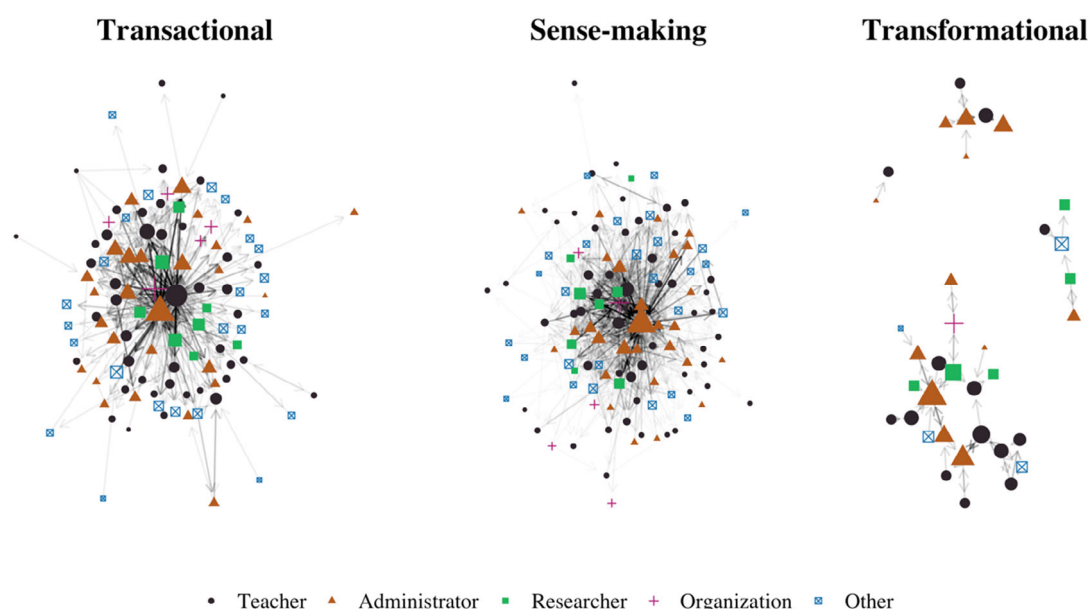 Transactional Sense-making Transformational
Teacher Administrator Researcher Organization Other